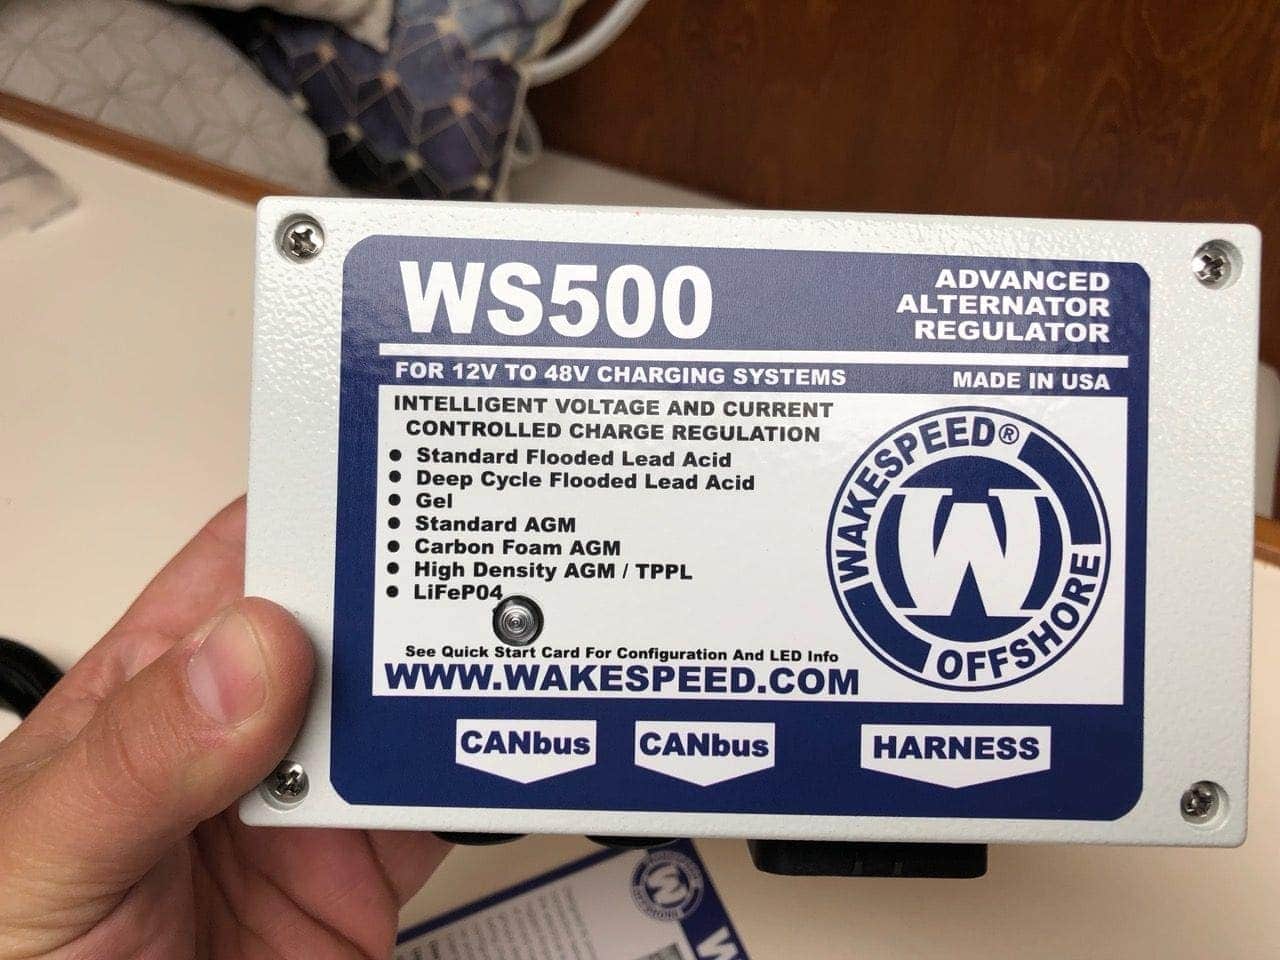 WS500
ADVANCED
ALTERNATOR
REGULATOR
FOR 12V TO 48V CHARGING SYSTEMS
MADE IN USA
INTELLIGENT VOLTAGE AND CURRENT
CONTROLLED CHARGE REGULATION
• Standard Flooded Lead Acid
• Deep Cycle Flooded Lead Acid
• Gel
• Standard AGM
• Carbon Foam AGM
• High Density AGM / TPPL
• LiFeP04
WAKESPEED®
W
OFFSHORE
See Quick Start Card For Configuration And LED Info
WWW.WAKESPEED.COM
CANbus
CANbus
HARNESS
W
W